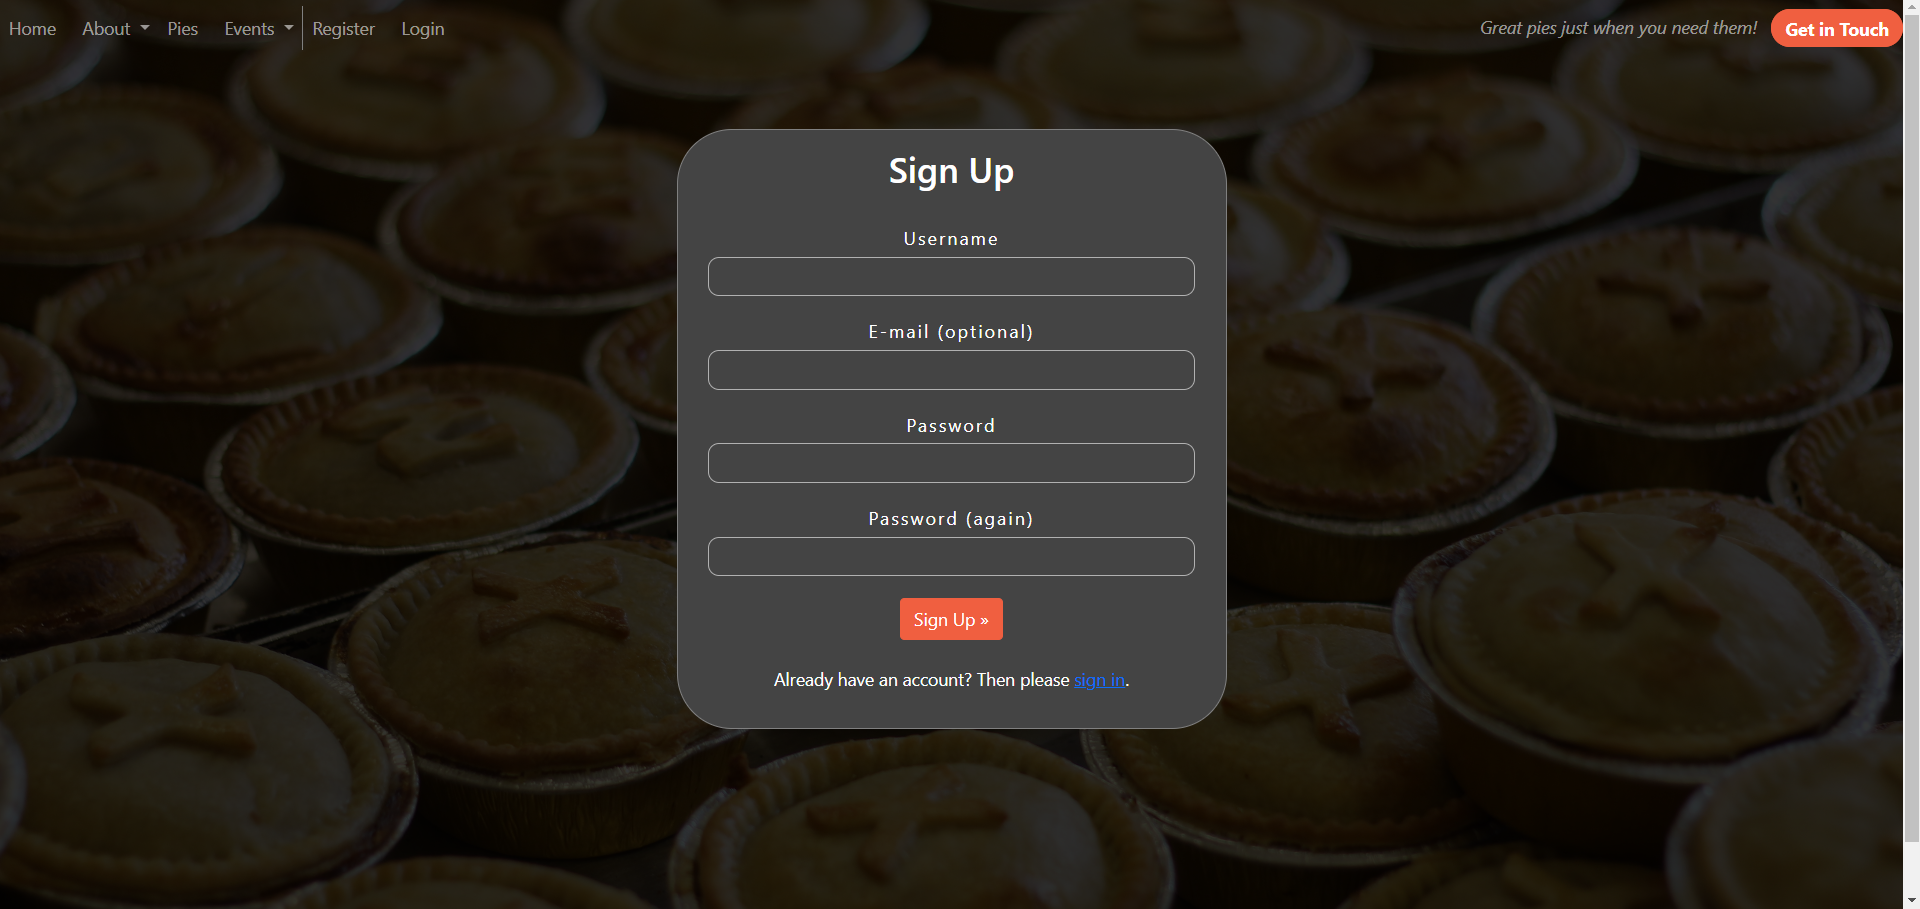 Home About Pies Events Register Login Great pies just when you need them! Get in Touch
Sign Up
Username
E-mail (optional)
Password
Password (again)
Sign Up »
Already have an account? Then please sign in.